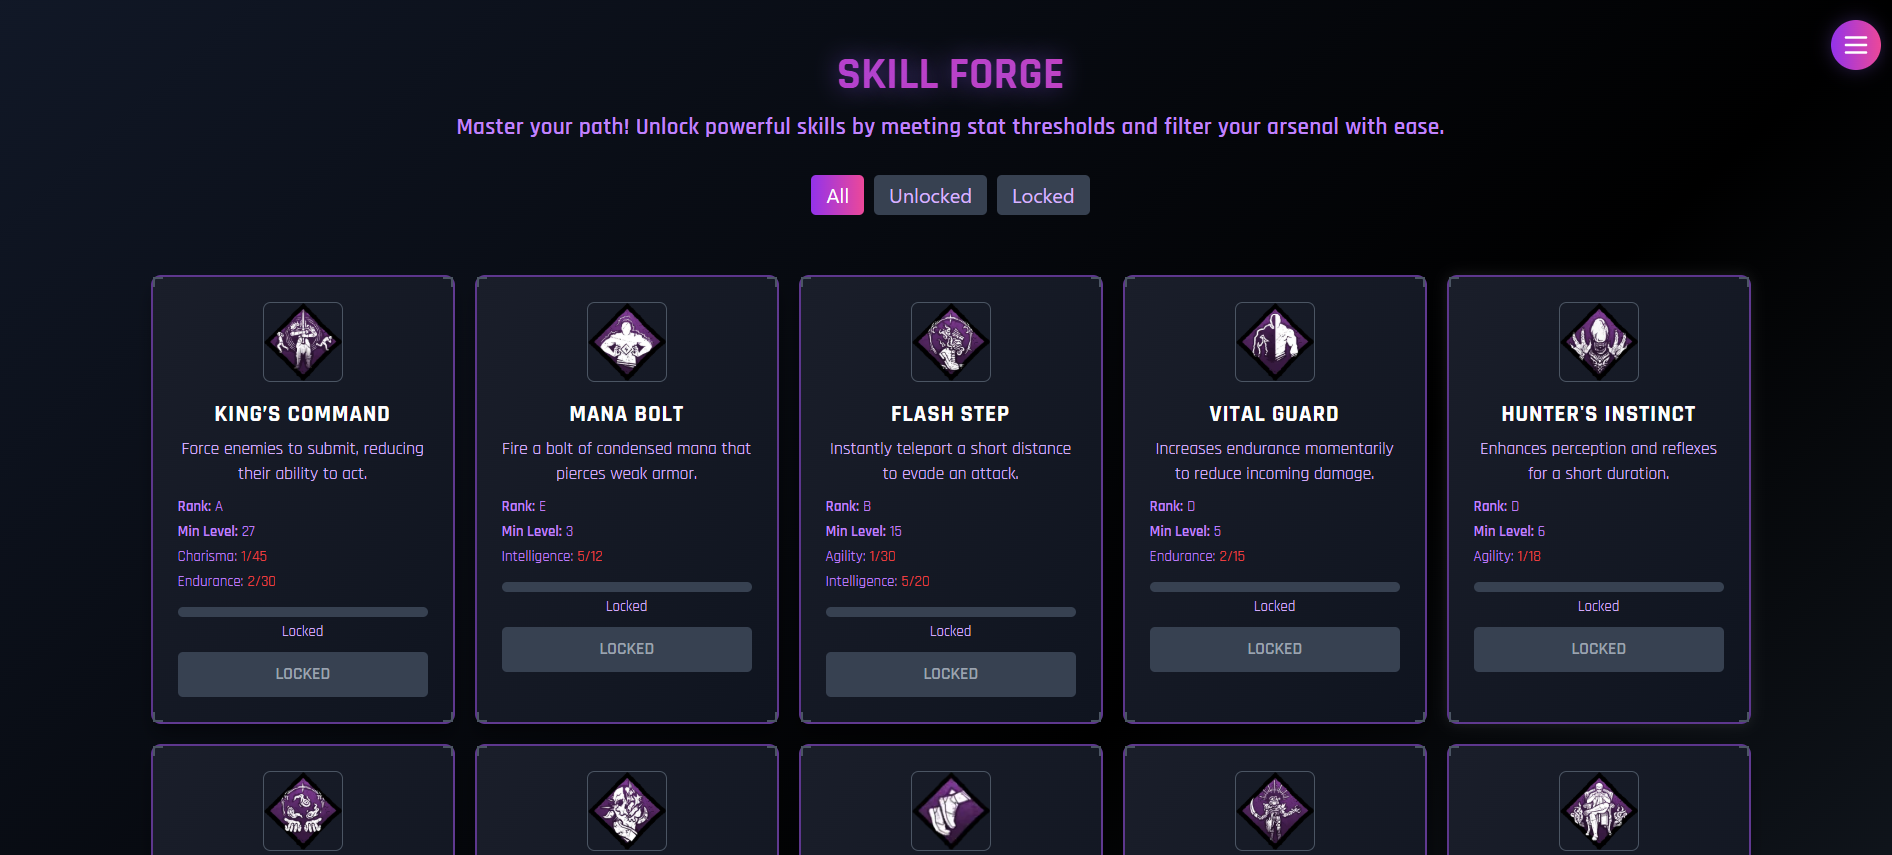 SKILL FORGE
Master your path! Unlock powerful skills by meeting stat thresholds and filter your arsenal with ease.
All
Unlocked
Locked
KING'S COMMAND
Force enemies to submit, reducing
their ability to act.
Rank: A
Min Level: 27
Charisma: 1/45
Endurance: 2/30
Locked
LOCKED
MANA BOLT
Fire a bolt of condensed mana that
pierces weak armor.
Rank: E
Min Level: 3
Intelligence: 5/12
Locked
LOCKED
FLASH STEP
Instantly teleport a short distance
to evade an attack.
Rank: B
Min Level: 15
Agility: 1/30
Intelligence: 5/20
Locked
LOCKED
VITAL GUARD
Increases endurance momentarily
to reduce incoming damage.
Rank: D
Min Level: 5
Endurance: 2/15
Locked
LOCKED
HUNTER'S INSTINCT
Enhances perception and reflexes
for a short duration.
Rank: D
Min Level: 6
Agility: 1/18
Locked
LOCKED